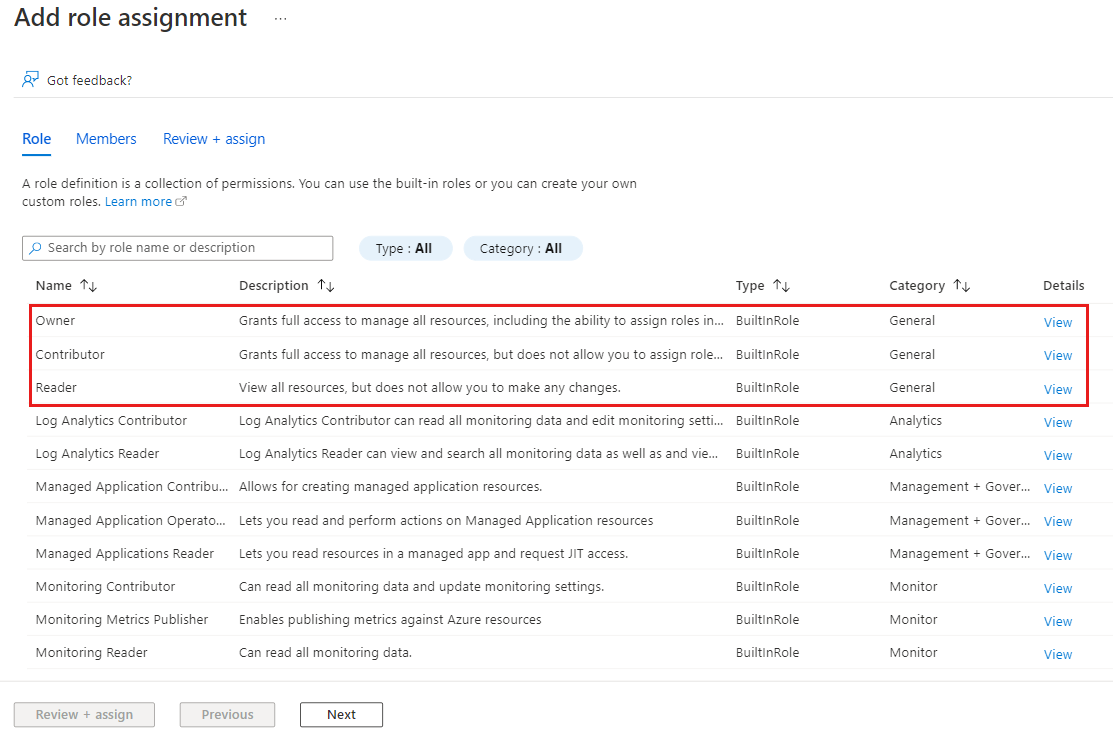 Add role assignment ...
Got feedback?
Role Members Review + assign
A role definition is a collection of permissions. You can use the built-in roles or you can create your own
custom roles. Learn more
Search by role name or description Type : All Category : All
Name ↑↓ Description ↑↓ Type ↑↓ Category ↑↓ Details
Owner Grants full access to manage all resources, including the ability to assign roles in... BuiltInRole General View
Contributor Grants full access to manage all resources, but does not allow you to assign role... BuiltInRole General View
Reader View all resources, but does not allow you to make any changes. BuiltInRole General View
Log Analytics Contributor Log Analytics Contributor can read all monitoring data and edit monitoring setti... BuiltInRole Analytics View
Log Analytics Reader Log Analytics Reader can view and search all monitoring data as well as and vie... BuiltInRole Analytics View
Managed Application Contribu... Allows for creating managed application resources. BuiltInRole Management + Gover... View
Managed Application Operato... Lets you read and perform actions on Managed Application resources BuiltInRole Management + Gover... View
Managed Applications Reader Lets you read resources in a managed app and request JIT access. BuiltInRole Management + Gover... View
Monitoring Contributor Can read all monitoring data and update monitoring settings. BuiltInRole Monitor View
Monitoring Metrics Publisher Enables publishing metrics against Azure resources BuiltInRole Monitor View
Monitoring Reader Can read all monitoring data. BuiltInRole Monitor View
Review + assign Previous Next